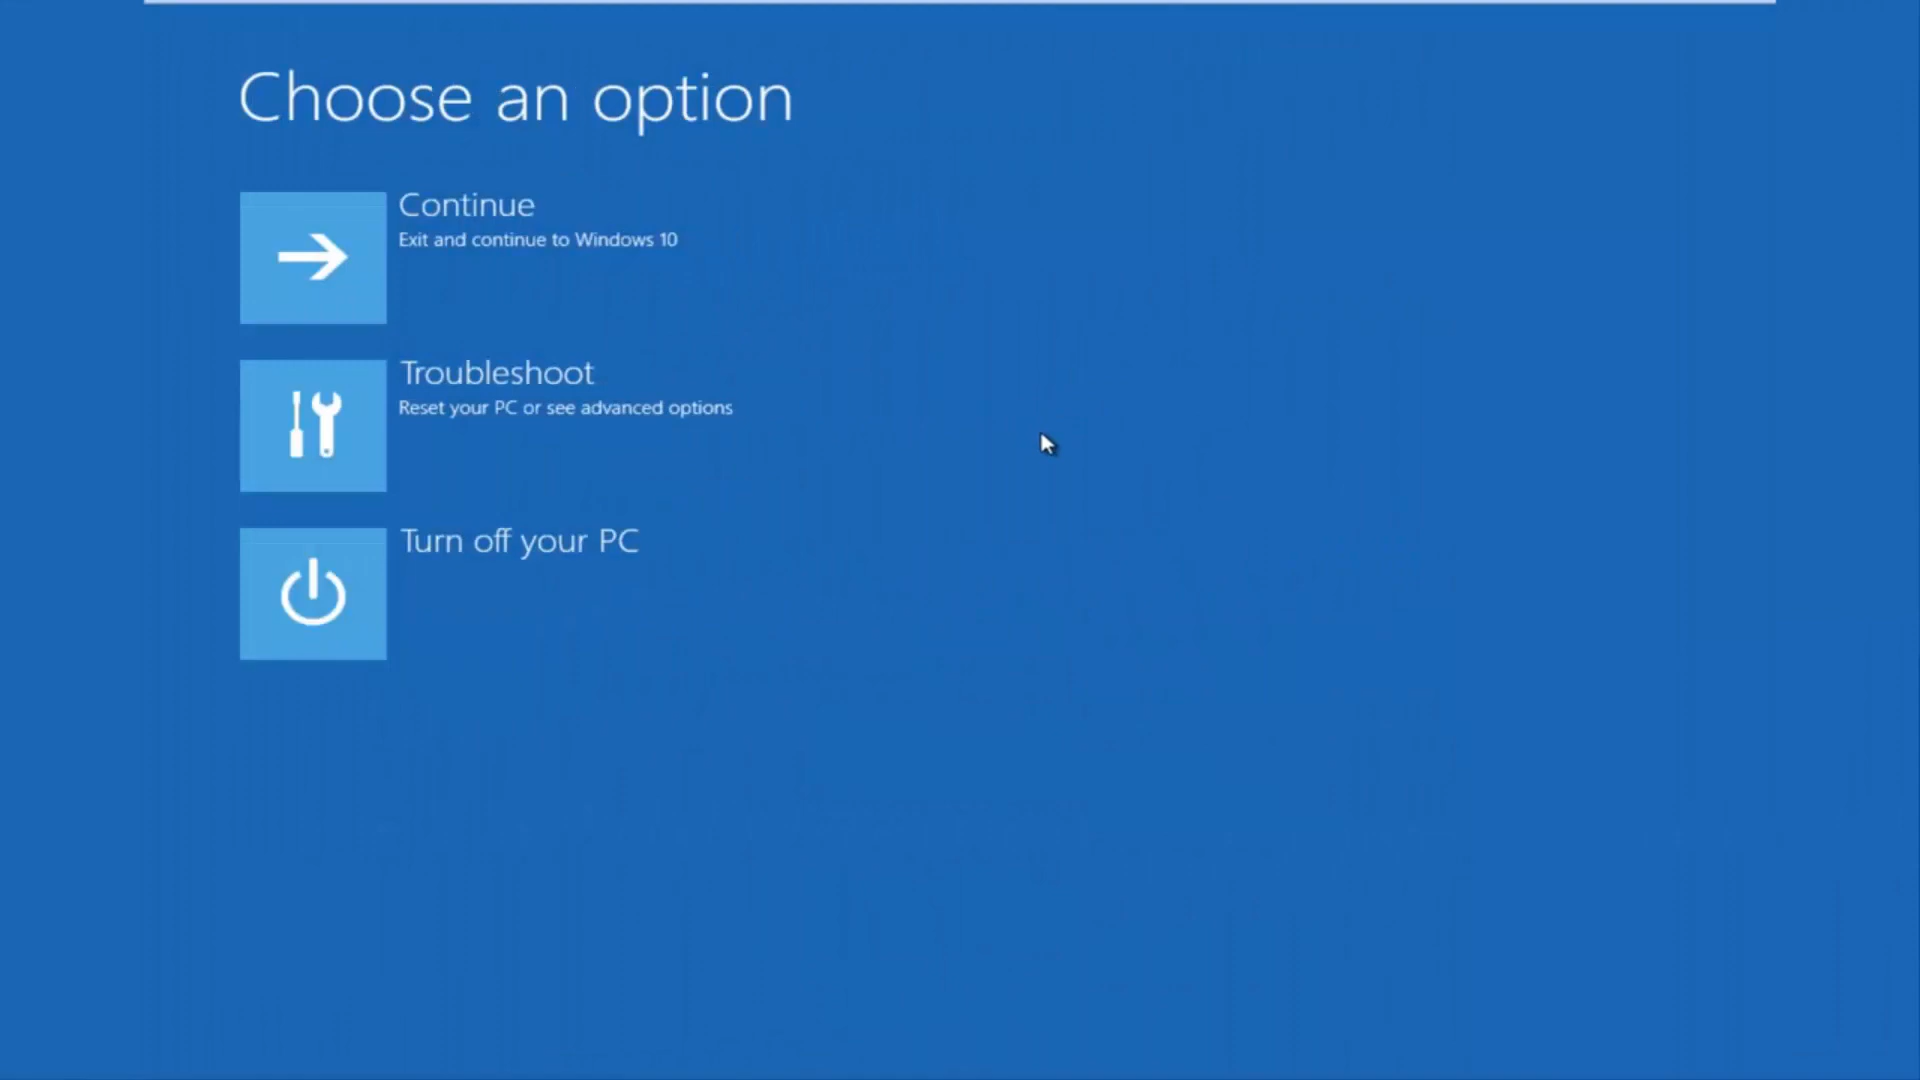 Choose an option
Continue
Exit and continue to Windows 10
Troubleshoot
Reset your PC or see advanced options
Turn off your PC